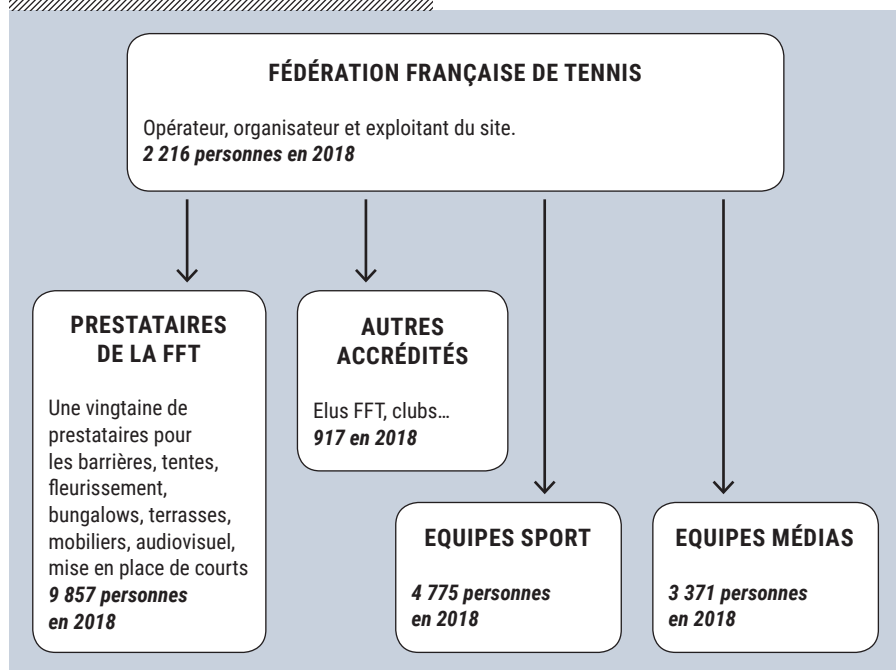 FÉDÉRATION FRANÇAISE DE TENNIS
Opérateur, organisateur et exploitant du site.
2 216 personnes en 2018
PRESTATAIRES
DE LA FFT
Une vingtaine de
prestataires pour
les barrières, tentes,
fleurissement,
bungalows, terrasses,
mobiliers, audiovisuel,
mise en place de courts
9 857 personnes
en 2018
AUTRES
ACCRÉDITÉS
Elus FFT, clubs…
917 en 2018
EQUIPES SPORT
4 775 personnes
en 2018
EQUIPES MÉDIAS
3 371 personnes
en 2018